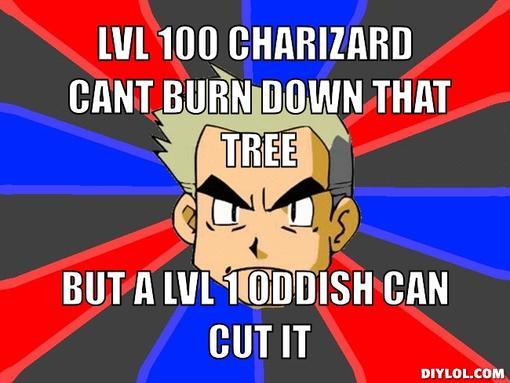 LVL 100 CHARIZARD
CANT BURN DOWN THAT
TREE
BUT A LVL 1 ODDISH CAN
CUT IT
DIYLOL.COM